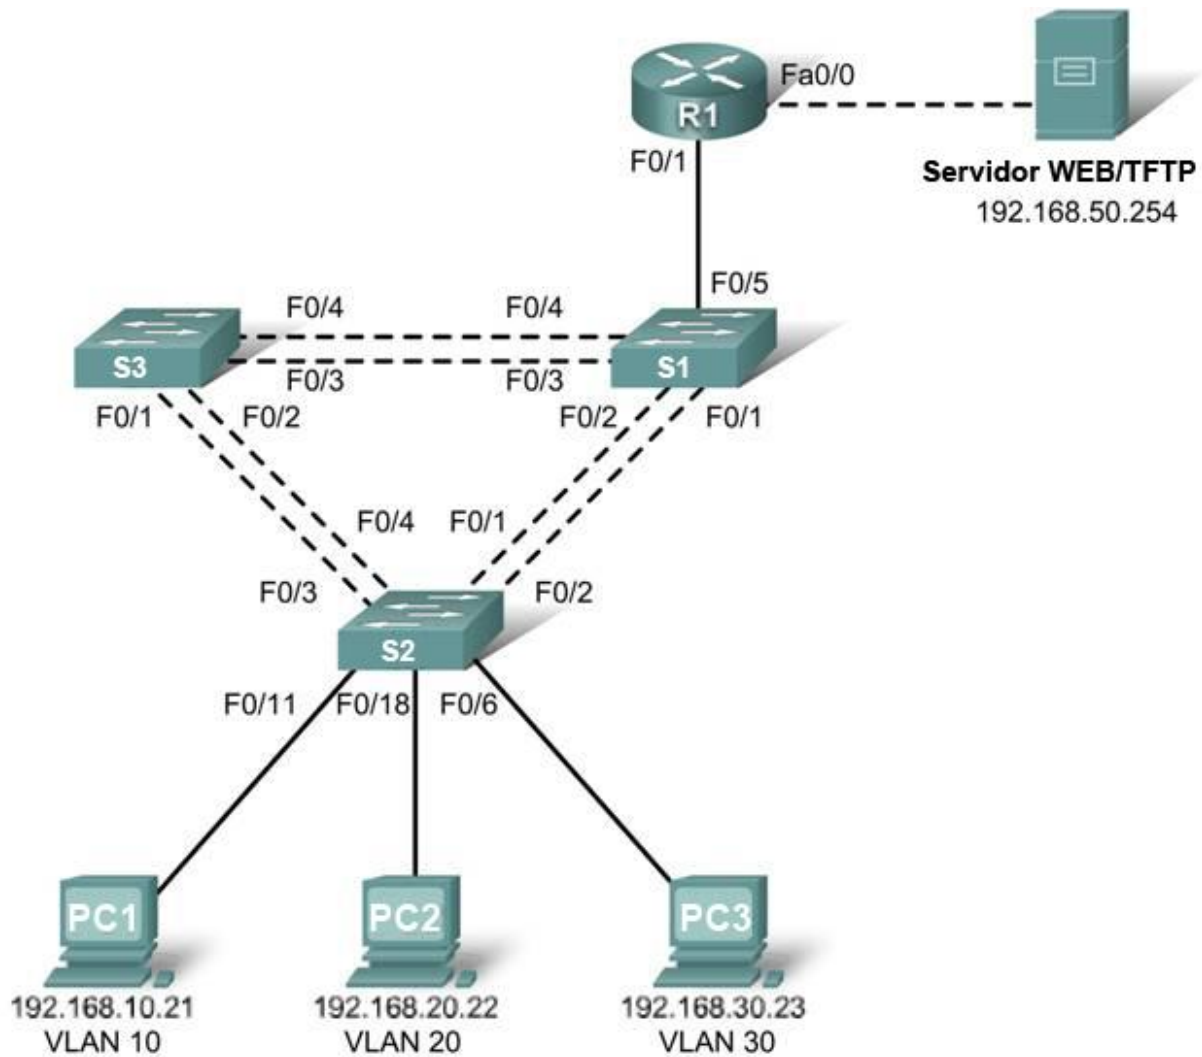 Fa0/0
R1
F0/1
Servidor WEB/TFTP
192.168.50.254
F0/5
F0/4
F0/4
S3
S1
F0/3
F0/3
F0/1
F0/2
F0/2
F0/1
F0/4
F0/1
F0/3
F0/2
S2
F0/11
F0/18
F0/6
PC1
PC2
PC3
192.168.10.21
192.168.20.22
192.168.30.23
VLAN 10
VLAN 20
VLAN 30